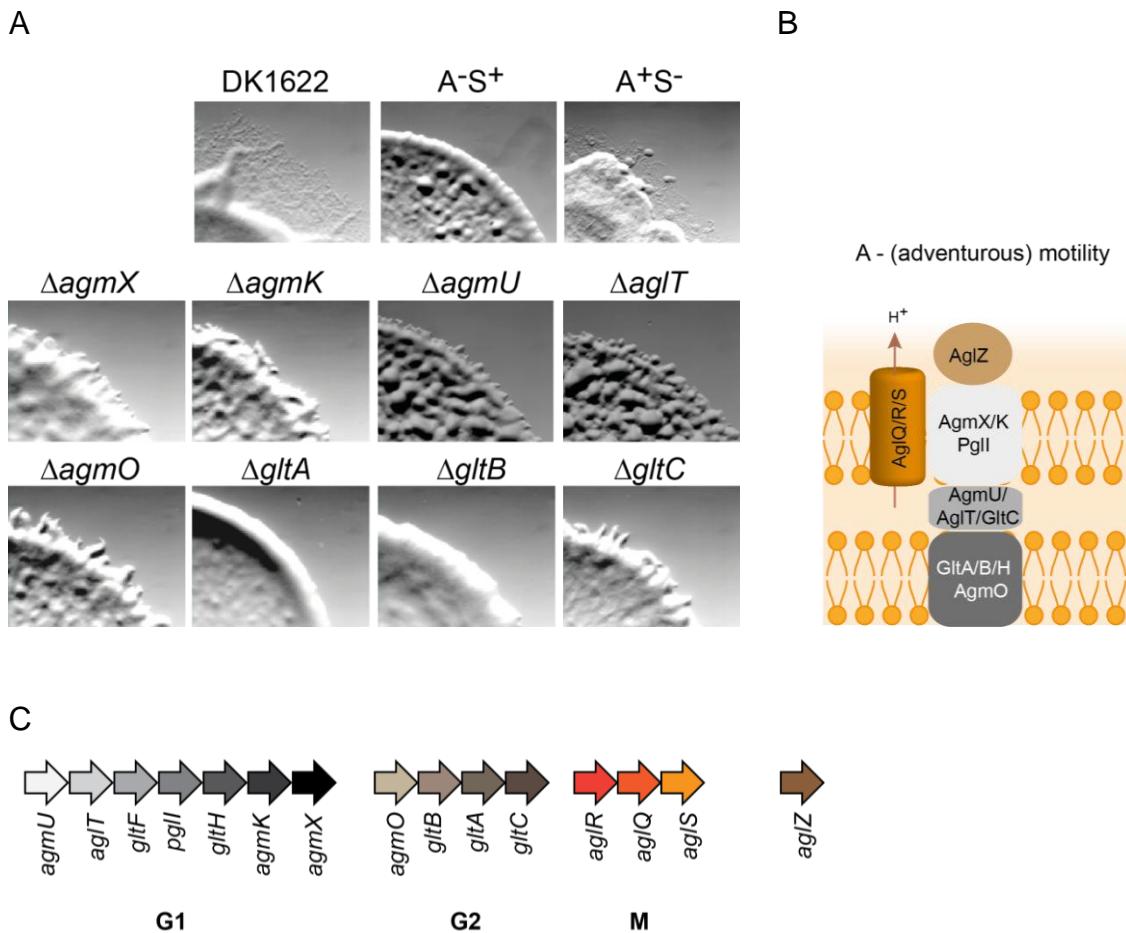 A
B
DK1622 A-S+ A+S-
ΔagmX ΔagmK ΔagmU ΔaglT
ΔagmO ΔgltA ΔgltB ΔgltC
A - (adventurous) motility
H+
AglZ
AglQ/R/S
AgmX/K
PglI
AgmU/
AglT/GltC
GltA/B/H
AgmO
C
agmU aglT gltF pglI gltH agmK agmX agmO gltB gltA gltC aglR aglQ aglS aglZ
G1 G2 M